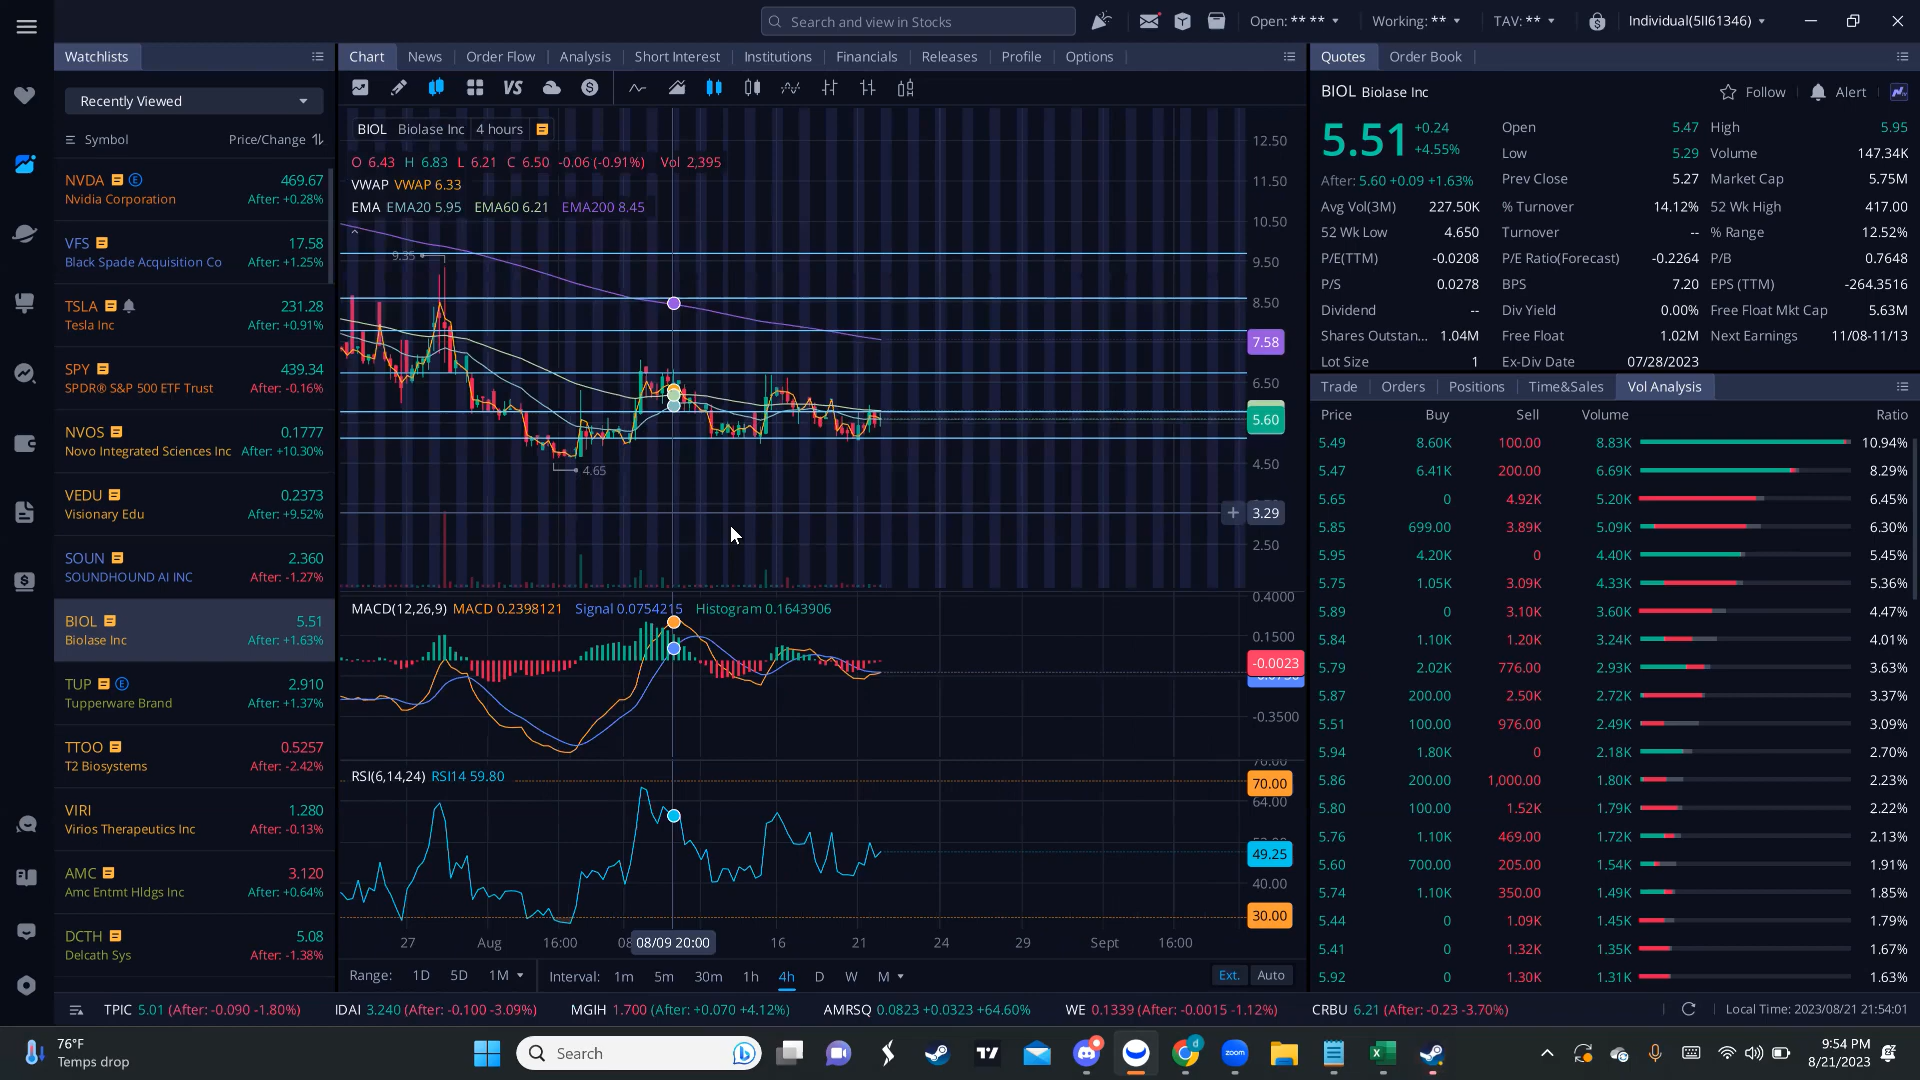 Search and view in Stocks
Open: ** **
Working: **
TAV: **
Individual(5II61346)
Watchlists
Recently Viewed
Symbol Price/Change
NVDA E 469.67
Nvidia Corporation After: +0.28%
VFS 17.58
Black Spade Acquisition Co After: +1.25%
TSLA 231.28
Tesla Inc After: +0.91%
SPY 439.34
SPDR® S&P 500 ETF Trust After: -0.16%
NVOS 0.1777
Novo Integrated Sciences Inc After: +10.30%
VEDU 0.2373
Visionary Edu After: +9.52%
SOUN 2.360
SOUNDHOUND AI INC After: -1.27%
BIOL 5.51
Biolase Inc After: +1.63%
TUP E 2.910
Tupperware Brand After: +1.37%
TTOO 0.5257
T2 Biosystems After: -2.42%
VIRI 1.280
Virios Therapeutics Inc After: -0.13%
AMC 3.120
Amc Entmt Hldgs Inc After: +0.64%
DCTH 5.08
Delcath Sys After: -1.38%
Chart News Order Flow Analysis Short Interest Institutions Financials Releases Profile Options
VS
BIOL Biolase Inc 4 hours
O 6.43 H 6.83 L 6.21 C 6.50 -0.06 (-0.91%) Vol 2,395
VWAP VWAP 6.33
EMA EMA20 5.95 EMA60 6.21 EMA200 8.45
9.35
4.65
12.50
11.50
10.50
9.50
8.50
7.58
6.50
5.60
4.50
3.29
2.50
MACD(12,26,9) MACD 0.2398121 Signal 0.0754215 Histogram 0.1643906
0.4000
0.1500
-0.0023
-0.3500
RSI(6,14,24) RSI14 59.80
70.00
64.00
49.25
40.00
30.00
27 Aug 16:00 08/09 20:00 16 21 24 29 Sept 16:00
Range: 1D 5D 1M Interval: 1m 5m 30m 1h 4h D W M Ext. Auto
Quotes Order Book
BIOL Biolase Inc Follow Alert
5.51 +0.24
+4.55%
After: 5.60 +0.09 +1.63%
Open 5.47 High 5.95
Low 5.29 Volume 147.34K
Prev Close 5.27 Market Cap 5.75M
Avg Vol(3M) 227.50K % Turnover 14.12% 52 Wk High 417.00
52 Wk Low 4.650 Turnover -- % Range 12.52%
P/E(TTM) -0.0208 P/E Ratio(Forecast) -0.2264 P/B 0.7648
P/S 0.0278 BPS 7.20 EPS (TTM) -264.3516
Dividend -- Div Yield 0.00% Free Float Mkt Cap 5.63M
Shares Outstan... 1.04M Free Float 1.02M Next Earnings 11/08-11/13
Lot Size 1 Ex-Div Date 07/28/2023
Trade Orders Positions Time&Sales Vol Analysis
Price Buy Sell Volume Ratio
5.49 8.60K 100.00 8.83K 10.94%
5.47 6.41K 200.00 6.69K 8.29%
5.65 0 4.92K 5.20K 6.45%
5.85 699.00 3.89K 5.09K 6.30%
5.95 4.20K 0 4.40K 5.45%
5.75 1.05K 3.09K 4.33K 5.36%
5.89 0 3.10K 3.60K 4.47%
5.84 1.10K 1.20K 3.24K 4.01%
5.79 2.02K 776.00 2.93K 3.63%
5.87 200.00 2.50K 2.72K 3.37%
5.51 100.00 976.00 2.49K 3.09%
5.94 1.80K 0 2.18K 2.70%
5.86 200.00 1,000.00 1.80K 2.23%
5.80 100.00 1.52K 1.79K 2.22%
5.76 1.10K 469.00 1.72K 2.13%
5.60 700.00 205.00 1.54K 1.91%
5.74 1.10K 350.00 1.49K 1.85%
5.44 0 1.09K 1.45K 1.79%
5.41 0 1.32K 1.35K 1.67%
5.92 0 1.30K 1.31K 1.63%
TPIC 5.01 (After: -0.090 -1.80%) IDAI 3.240 (After: -0.100 -3.09%) MGIH 1.700 (After: +0.070 +4.12%) AMRSQ 0.0823 +0.0323 +64.60% WE 0.1339 (After: -0.0015 -1.12%) CRBU 6.21 (After: -0.23 -3.70%) Local Time: 2023/08/21 21:54:01
76°F
Temps drop
Search
zoom
9:54 PM
8/21/2023